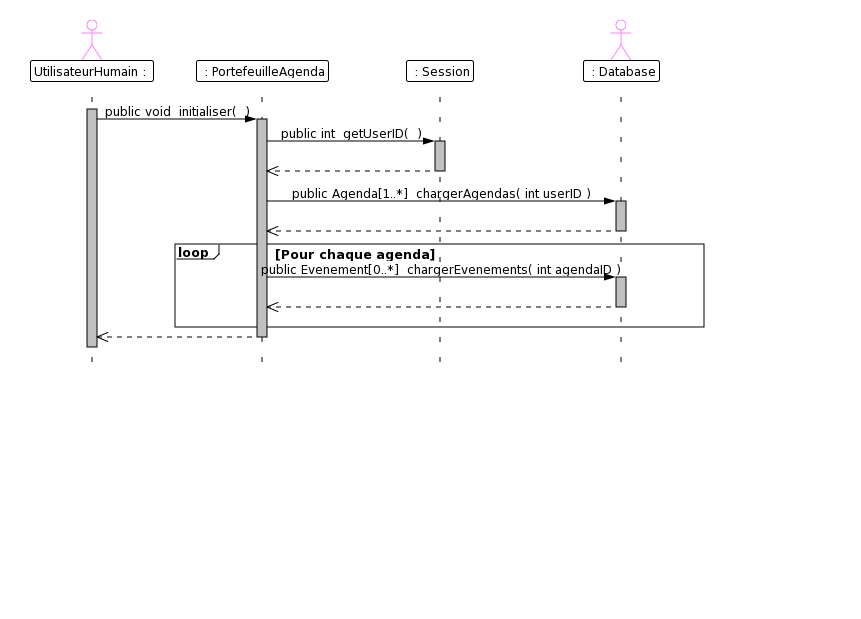 UtilisateurHumain :
: PortefeuilleAgenda
: Session
: Database
public void initialiser( )
public int getUserID( )
public Agenda[1..*] chargerAgendas( int userID )
loop
[Pour chaque agenda]
public Evenement[0..*] chargerEvenements( int agendaID )